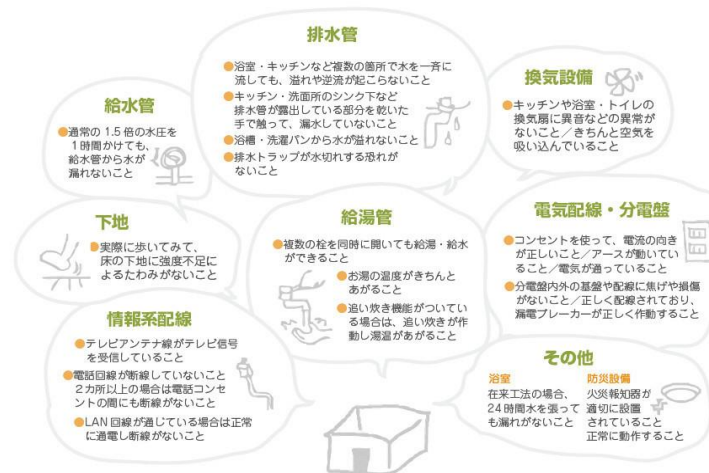 排水管
●浴室・キッチンなど複数の箇所で水を一斉に
流しても、溢れや逆流が起こらないこと
●キッチン・洗面所のシンク下など
排水管が露出している部分を乾いた
手で触って、漏水していないこと
●浴槽・洗濯パンから水が溢れないこと
●排水トラップが水切れする恐れが
ないこと
換気設備
●キッチンや浴室・トイレの
換気扇に異音などの異常が
ないこと／きちんと空気を
吸い込んでいること
給水管
●通常の1.5倍の水圧を
1時間かけても、
給水管から水が
漏れないこと
下地
●実際に歩いてみて、
床の下地に強度不足に
よるたわみがないこと
給湯管
●複数の栓を同時に開いても給湯・給水
ができること
●お湯の温度がきちんと
あがること
●追い炊き機能がついてい
る場合は、追い炊きが作
動し湯温があがること
電気配線・分電盤
●コンセントを使って、電流の向き
が正しいこと／アースが動いてい
ること／電気が通っていること
●分電盤内外の基盤や配線に焦げや損傷
がないこと／正しく配線されており、
漏電ブレーカーが正しく作動すること
情報系配線
●テレビアンテナ線がテレビ信号
を受信していること
●電話回線が断線していないこと
2カ所以上の場合は電話コンセ
ントの間にも断線がないこと
●LAN回線が通じている場合は正常
に通電し断線がないこと
その他
浴室
在来工法の場合、
24時間水を張って
も漏れがないこと
防災設備
火災報知器が
適切に設置
されていること
正常に動作すること